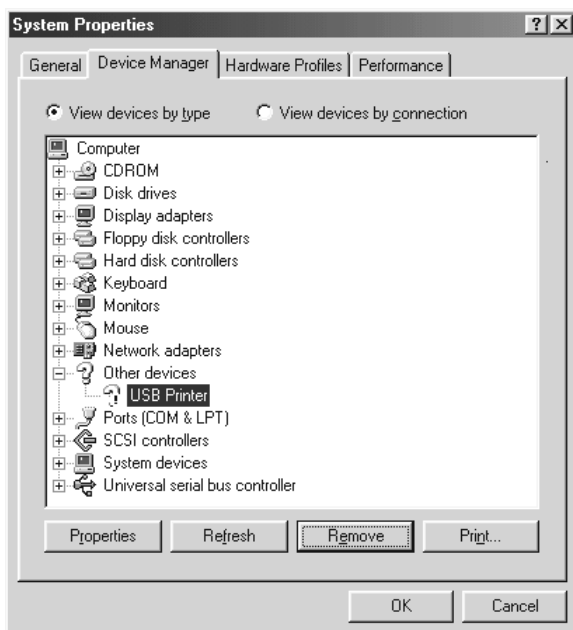 System Properties
General Device Manager Hardware Profiles Performance
View devices by type View devices by connection
Computer
CDROM
Disk drives
Display adapters
Floppy disk controllers
Hard disk controllers
Keyboard
Monitors
Mouse
Network adapters
Other devices
USB Printer
Ports (COM & LPT)
SCSI controllers
System devices
Universal serial bus controller
Properties Refresh Remove Print...
OK Cancel